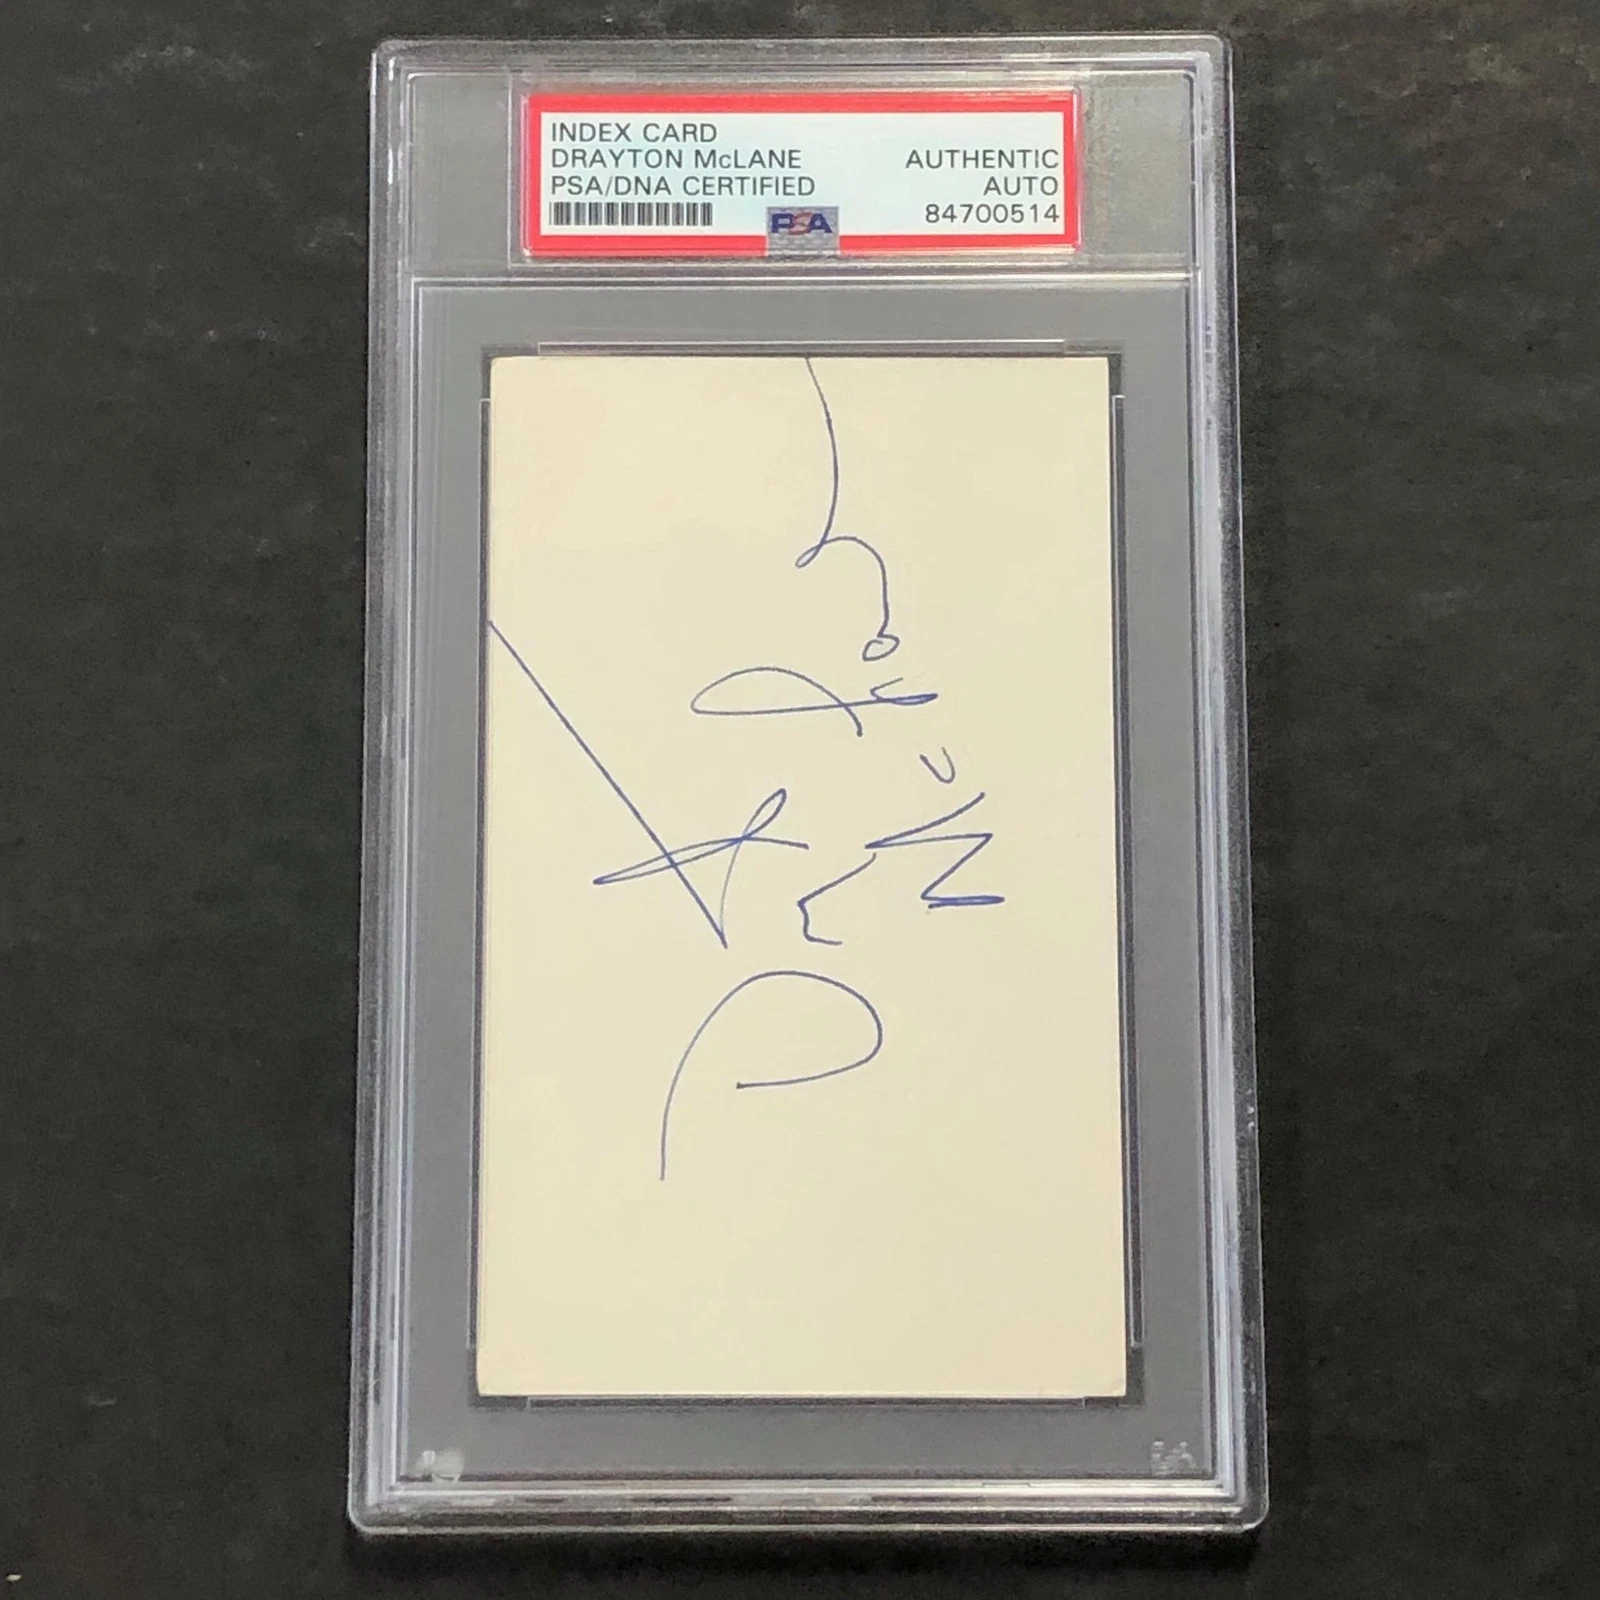 INDEX CARD
DRAYTON McLANE AUTHENTIC
PSA/DNA CERTIFIED AUTO
PSA 84700514